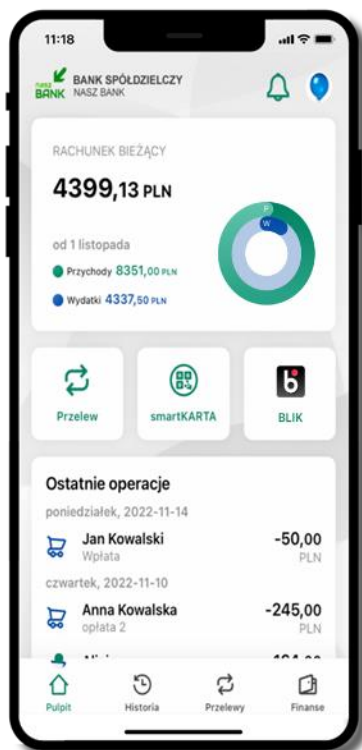 11:18
nasz
BANK
BANK SPÓŁDZIELCZY
NASZ BANK
RACHUNEK BIEŻĄCY
4399,13 PLN
od 1 listopada
Przychody 8351,00 PLN
Wydatki 4337,50 PLN
P
W
Przelew
smartKARTA
BLIK
Ostatnie operacje
poniedziałek, 2022-11-14
Jan Kowalski -50,00
Wpłata PLN
czwartek, 2022-11-10
Anna Kowalska -245,00
opłata 2 PLN
Pulpit Historia Przelewy Finanse